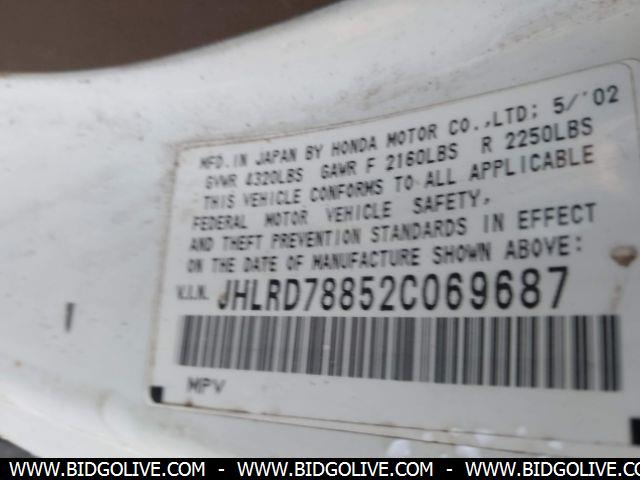 MFD. IN JAPAN BY HONDA MOTOR CO.,LTD; 5/'02
GVWR 4320LBS GAWR F 2160LBS R 2250LBS
THIS VEHICLE CONFORMS TO ALL APPLICABLE
FEDERAL MOTOR VEHICLE SAFETY,
AND THEFT PREVENTION STANDARDS IN EFFECT
ON THE DATE OF MANUFACTURE SHOWN ABOVE:
V.I.N. JHLRD78852C069687
MPV
WWW.BIDGOLIVE.COM - WWW.BIDGOLIVE.COM - WWW.BIDGOLIVE.COM